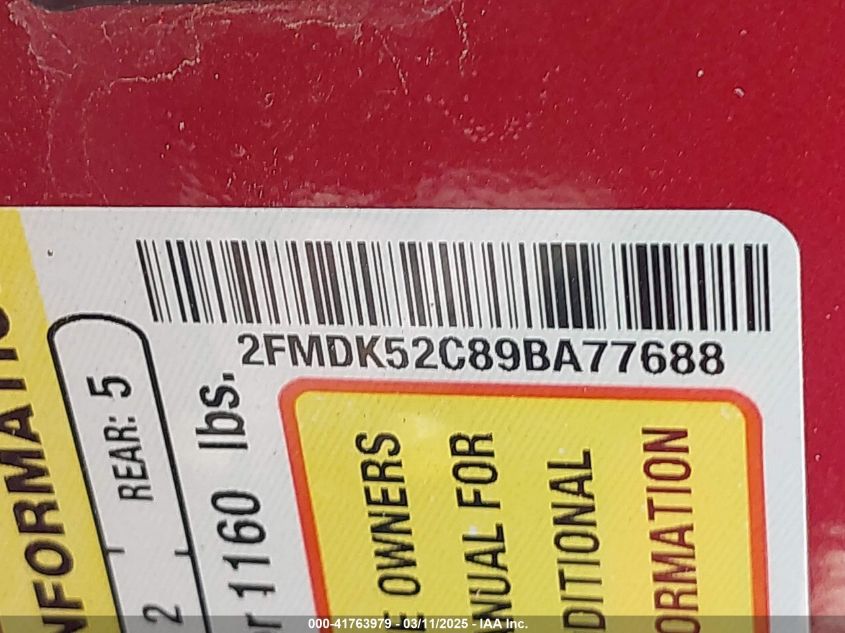 2FMDK52C89BA77688
NFORMATIO
REAR: 5
2
or 1160 lbs.
E OWNERS
NUAL FOR
DITIONAL
ORMATION
000-41763979 - 03/11/2025 - IAA Inc.